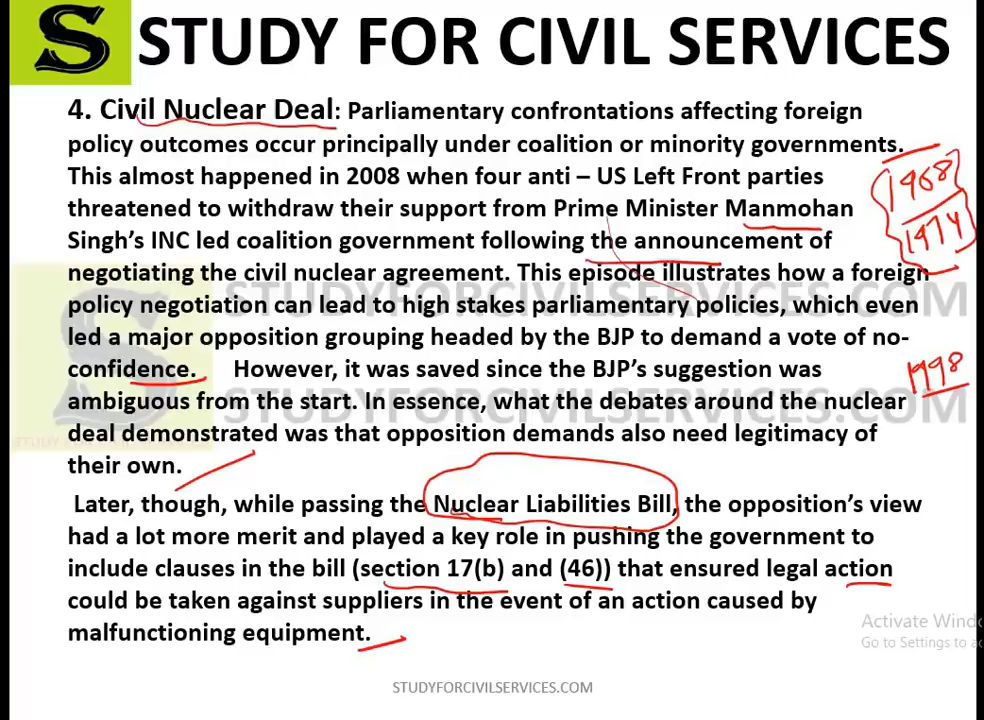 S STUDY FOR CIVIL SERVICES
4. Civil Nuclear Deal: Parliamentary confrontations affecting foreign
policy outcomes occur principally under coalition or minority governments.
This almost happened in 2008 when four anti – US Left Front parties
threatened to withdraw their support from Prime Minister Manmohan
Singh's INC led coalition government following the announcement of
negotiating the civil nuclear agreement. This episode illustrates how a foreign
policy negotiation can lead to high stakes parliamentary policies, which even
led a major opposition grouping headed by the BJP to demand a vote of no-
confidence. However, it was saved since the BJP's suggestion was
ambiguous from the start. In essence, what the debates around the nuclear
deal demonstrated was that opposition demands also need legitimacy of
their own.
Later, though, while passing the Nuclear Liabilities Bill, the opposition's view
had a lot more merit and played a key role in pushing the government to
include clauses in the bill (section 17(b) and (46)) that ensured legal action
could be taken against suppliers in the event of an action caused by
malfunctioning equipment.
1968
1974
1998
STUDYFORCIVILSERVICES.COM
STUDYFORCIVILSERVICES.COM
Activate Wind
Go to Settings to a
STUDYFORCIVILSERVICES.COM